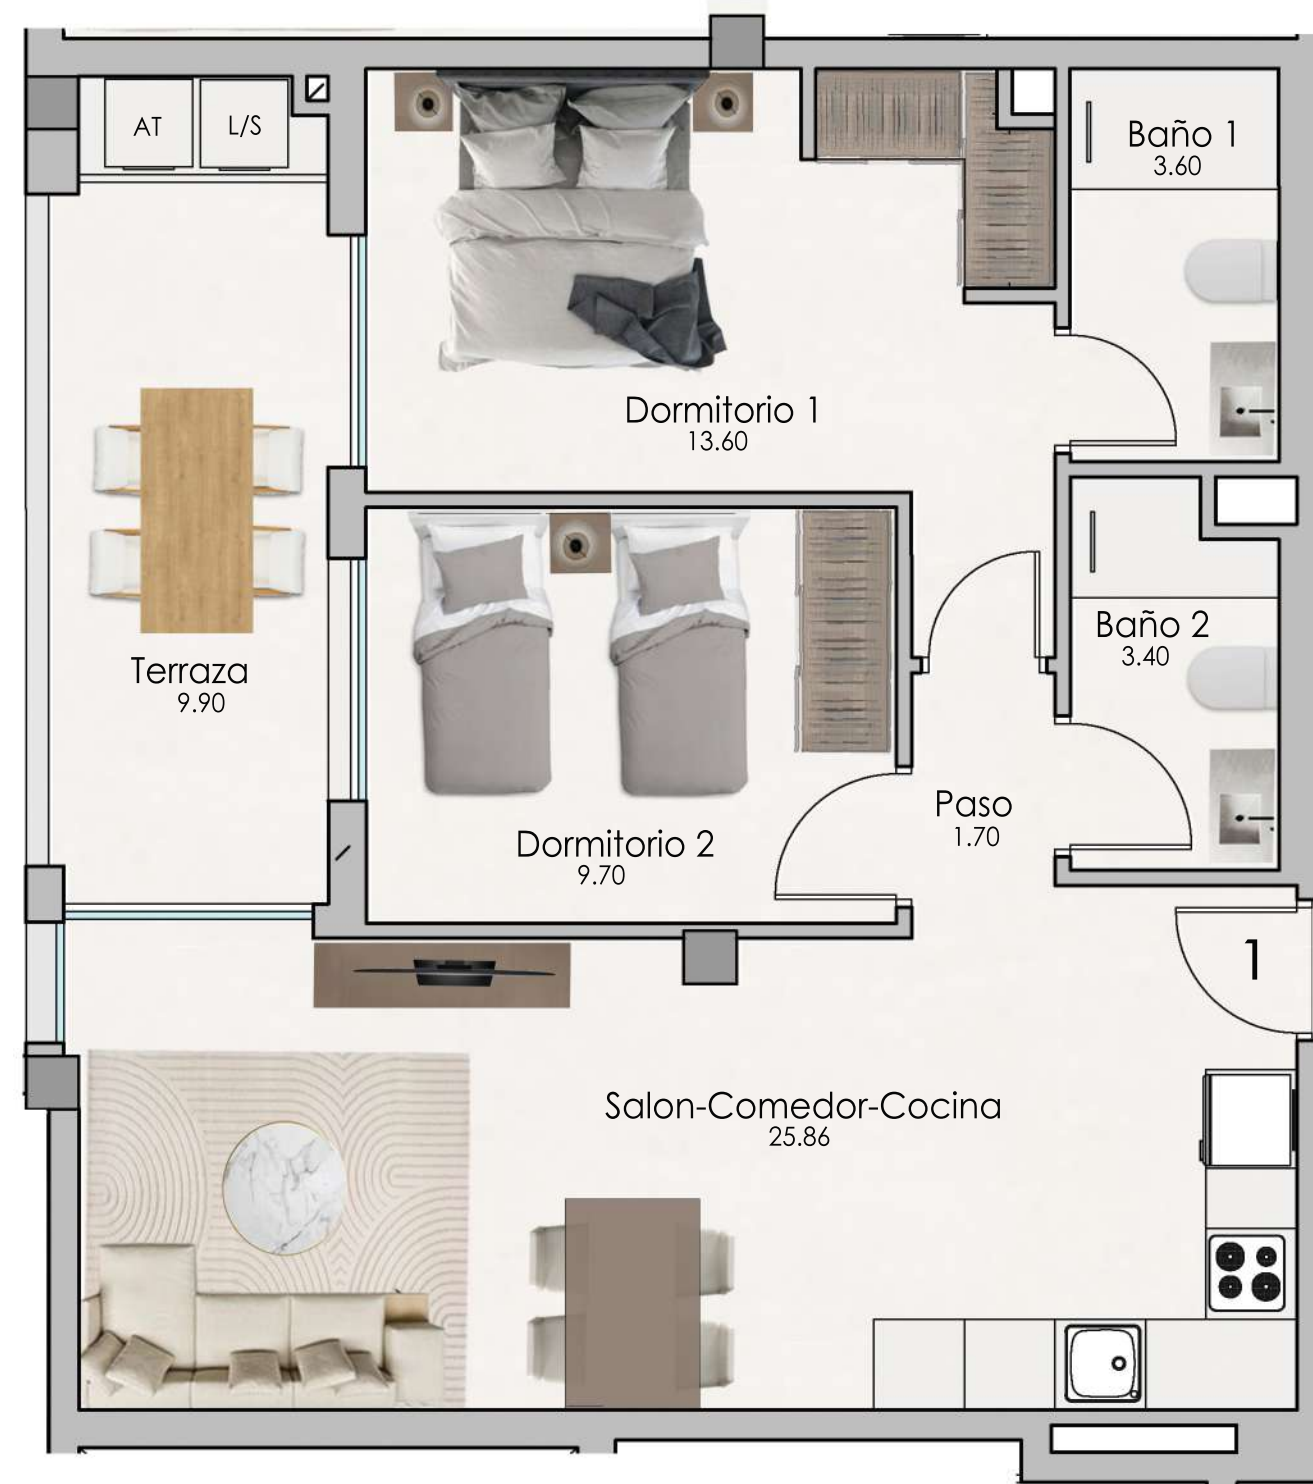 AT
L/S
Baño 1
3.60
Dormitorio 1
13.60
Baño 2
3.40
Terraza
9.90
Paso
1.70
Dormitorio 2
9.70
1
Salon-Comedor-Cocina
25.86